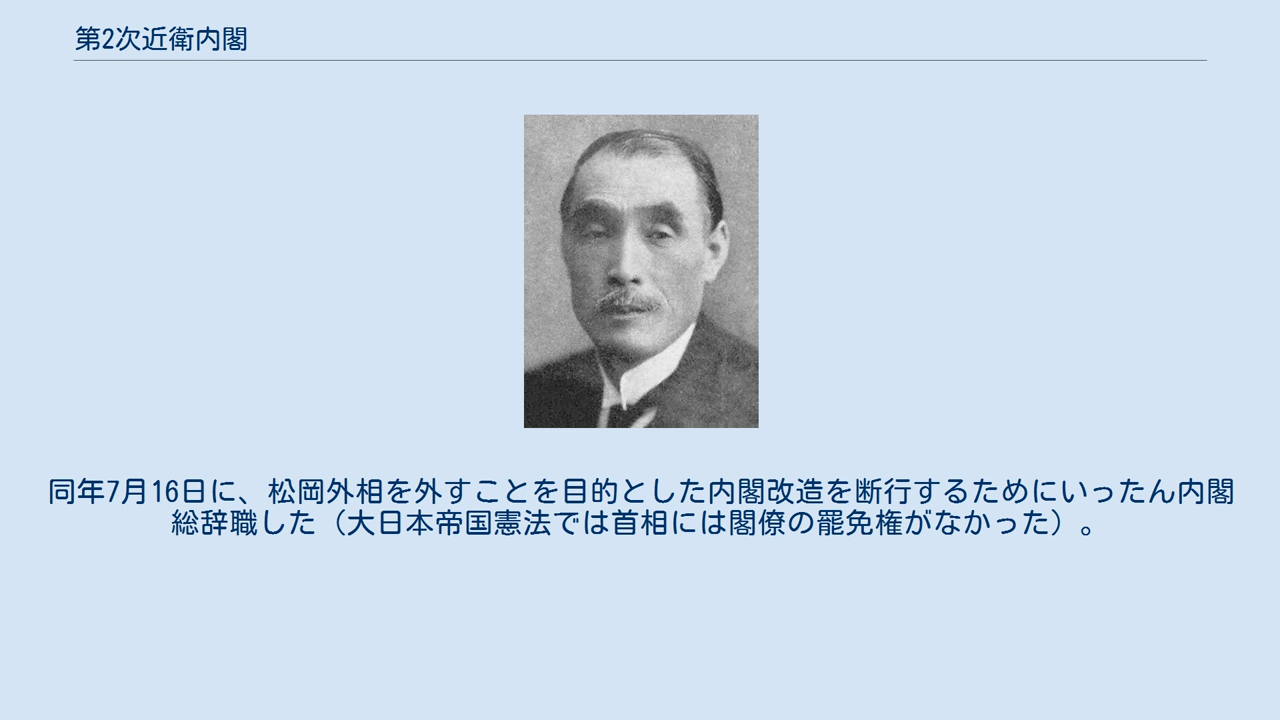 第2次近衛内閣
同年7月16日に、松岡外相を外すことを目的とした内閣改造を断行するためにいったん内閣
総辞職した（大日本帝国憲法では首相には閣僚の罷免権がなかった）。